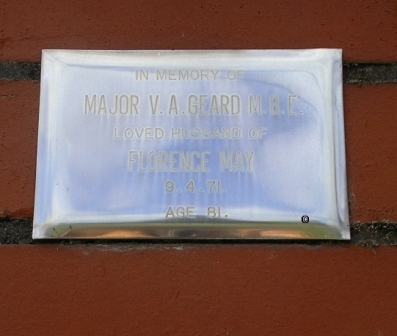 IN MEMORY OF
MAJOR V. A. GEARD M. B. E.
LOVED HUSBAND OF
FLORENCE MAY
9. 4. 71.
AGE 81.